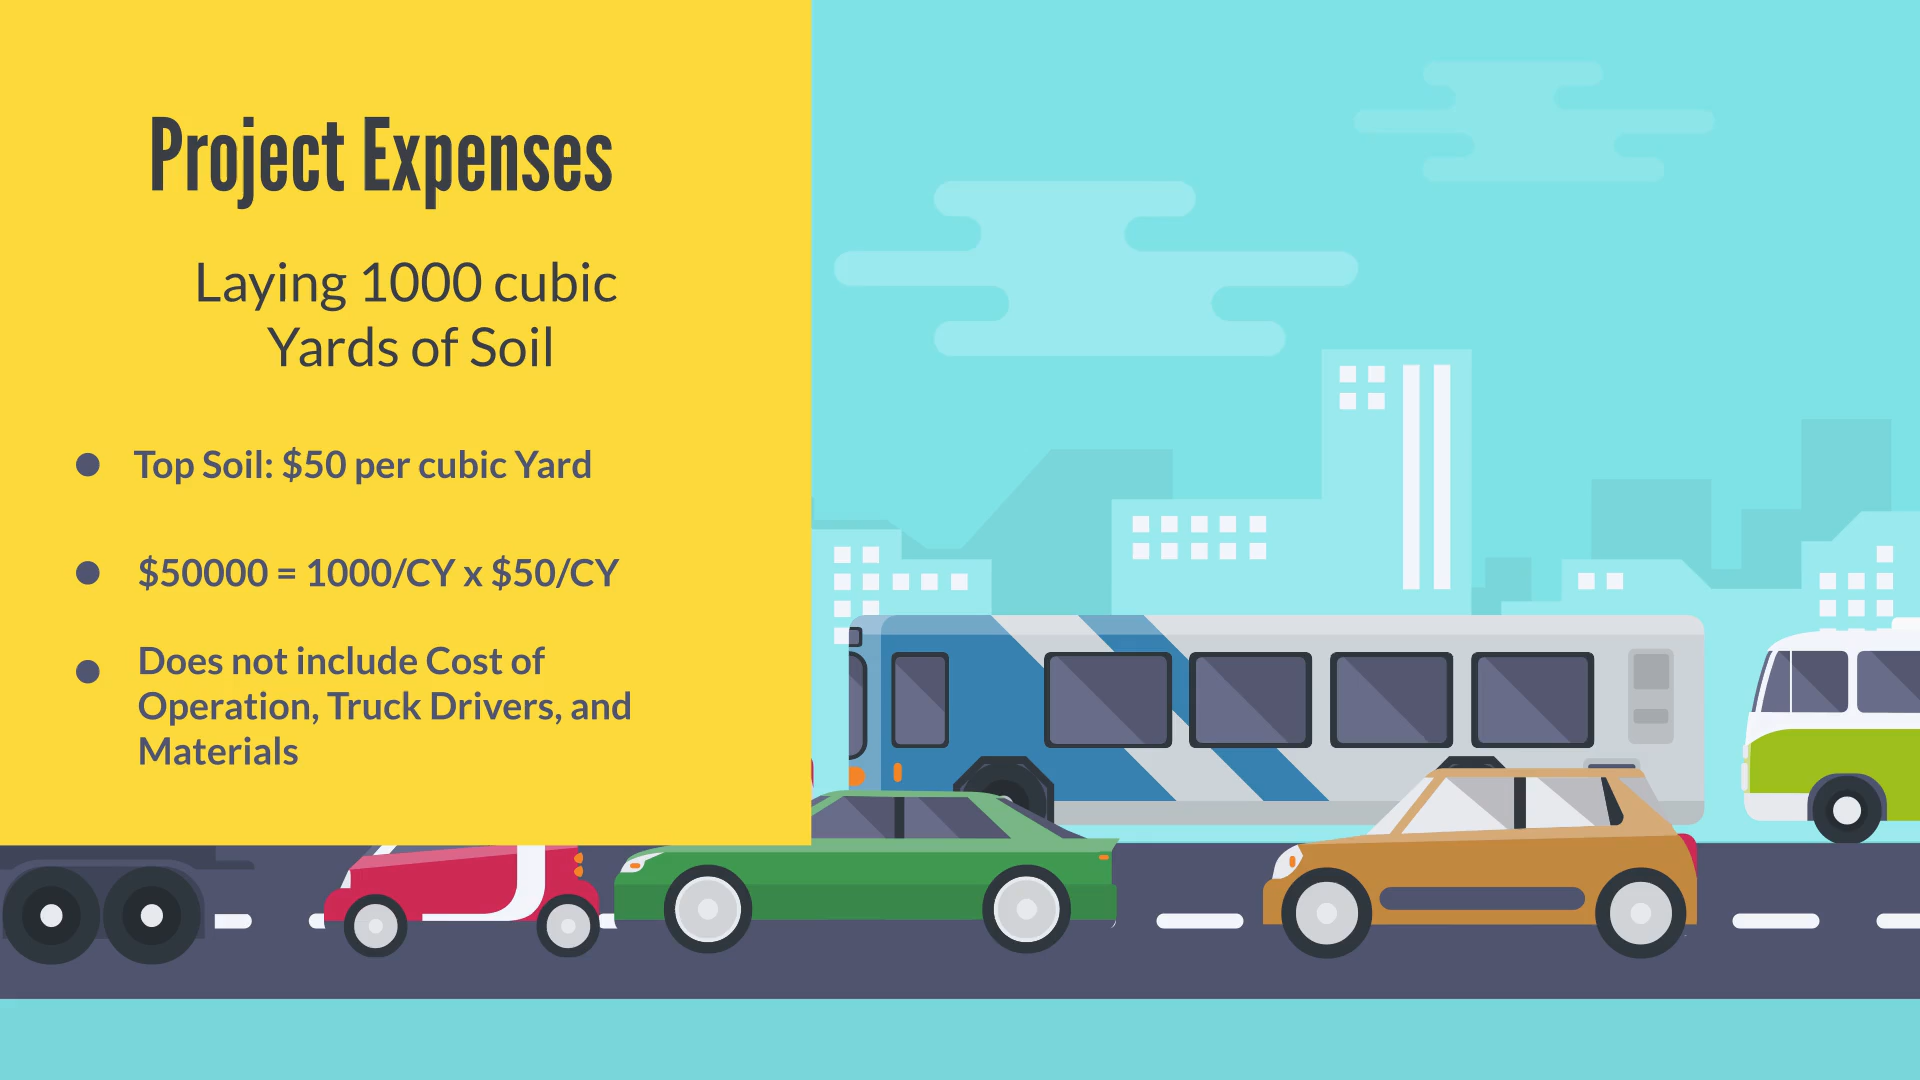 Project Expenses
Laying 1000 cubic
Yards of Soil
Top Soil: $50 per cubic Yard
$50000 = 1000/CY x $50/CY
Does not include Cost of
Operation, Truck Drivers, and
Materials